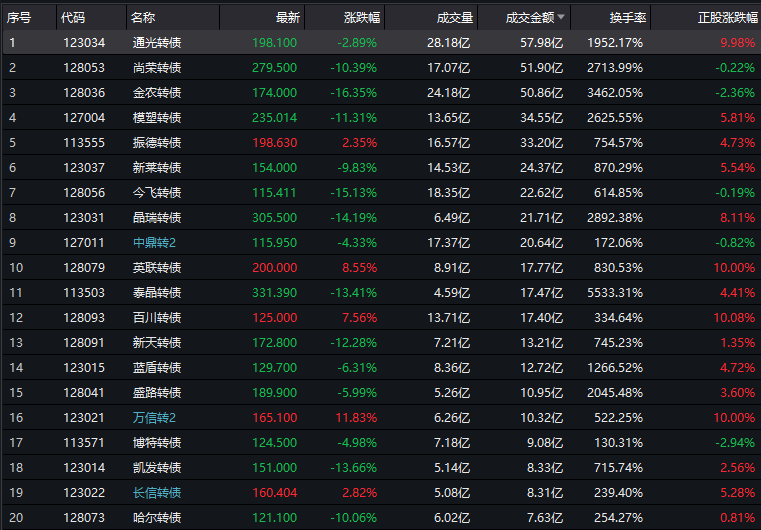 序号 代码 名称 最新 涨跌幅 成交量 成交金额 换手率 正股涨跌幅
1 123034 通光转债 198.100 -2.89% 28.18亿 57.98亿 1952.17% 9.98%
2 128053 尚荣转债 279.500 -10.39% 17.07亿 51.90亿 2713.99% -0.22%
3 128036 金农转债 174.000 -16.35% 24.18亿 50.86亿 3462.05% -2.36%
4 127004 模塑转债 235.014 -11.31% 13.65亿 34.55亿 2625.55% 5.81%
5 113555 振德转债 198.630 2.35% 16.57亿 33.20亿 754.57% 4.73%
6 123037 新莱转债 154.000 -9.83% 14.53亿 24.37亿 870.29% 5.54%
7 128056 今飞转债 115.411 -15.13% 18.35亿 22.62亿 614.85% -0.19%
8 123031 晶瑞转债 305.500 -14.19% 6.49亿 21.71亿 2892.38% 8.11%
9 127011 中鼎转2 115.950 -4.33% 17.37亿 20.64亿 172.06% -0.82%
10 128079 英联转债 200.000 8.55% 8.91亿 17.77亿 830.53% 10.00%
11 113503 泰晶转债 331.390 -13.41% 4.59亿 17.47亿 5533.31% 4.41%
12 128093 百川转债 125.000 7.56% 13.71亿 17.40亿 334.64% 10.08%
13 128091 新天转债 172.800 -12.28% 7.21亿 13.21亿 745.23% 1.35%
14 123015 蓝盾转债 129.700 -6.31% 8.36亿 12.72亿 1266.52% 4.72%
15 128041 盛路转债 189.900 -5.99% 5.26亿 10.95亿 2045.48% 3.60%
16 123021 万信转2 165.100 11.83% 6.26亿 10.32亿 522.25% 10.00%
17 113571 博特转债 124.500 -4.98% 7.18亿 9.08亿 130.31% -2.94%
18 123014 凯发转债 151.000 -13.66% 5.14亿 8.33亿 715.74% 2.56%
19 123022 长信转债 160.404 2.82% 5.08亿 8.31亿 239.40% 5.28%
20 128073 哈尔转债 121.100 -10.06% 6.02亿 7.63亿 254.27% 0.81%